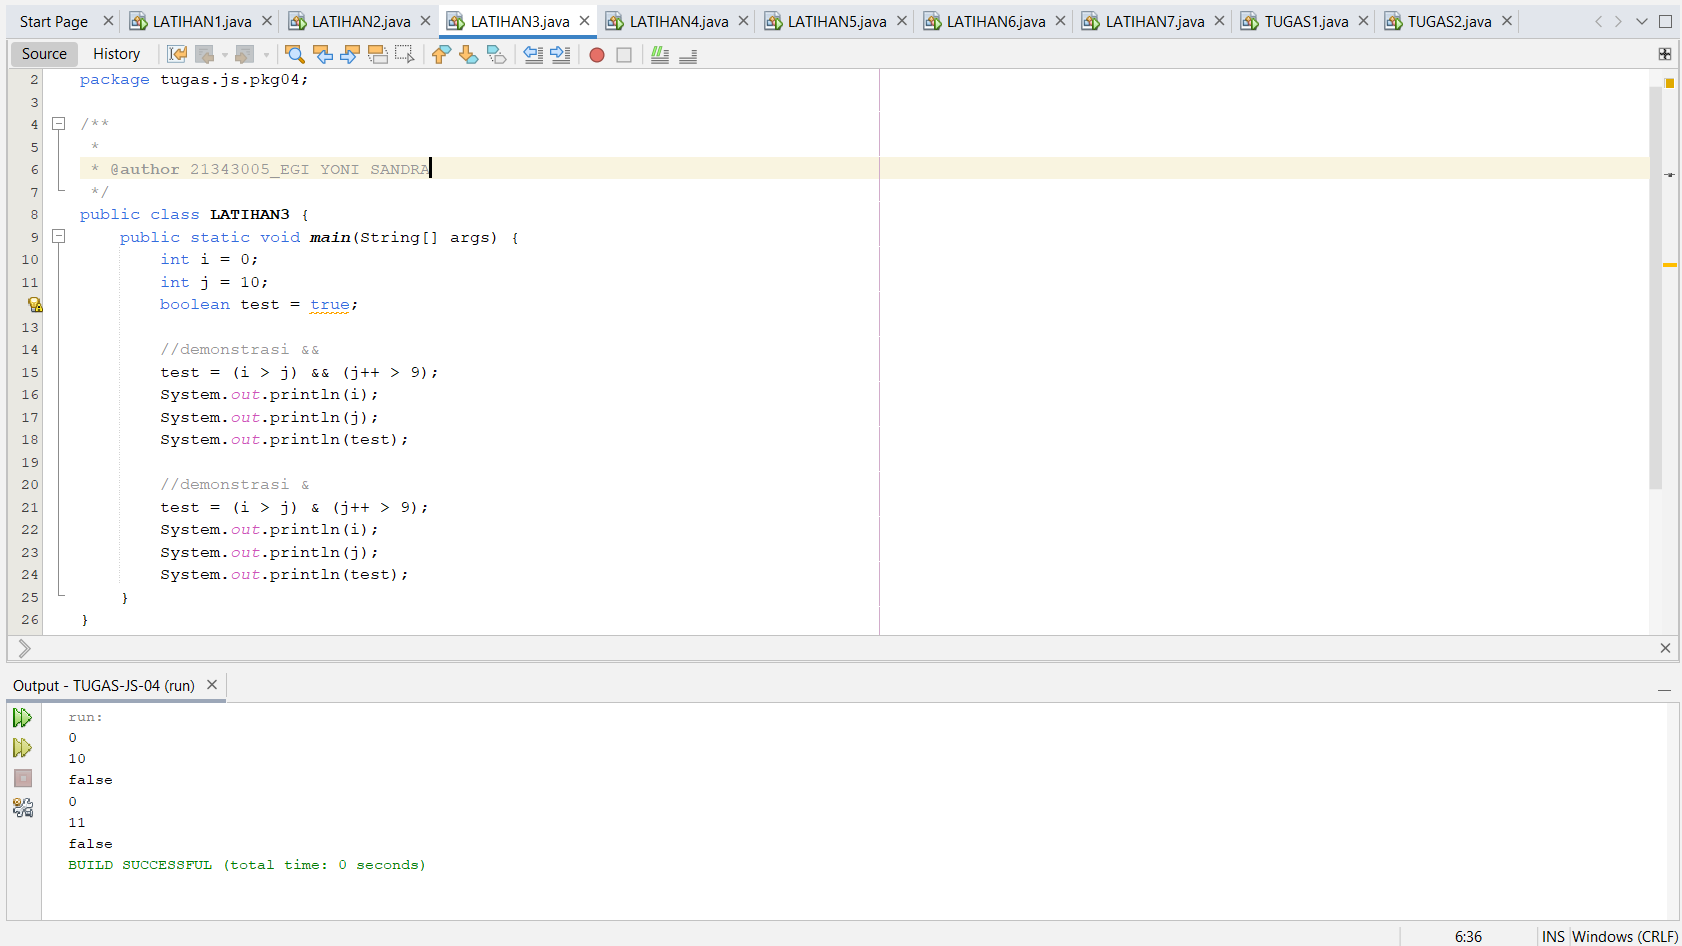 Start Page LATIHAN1.java LATIHAN2.java LATIHAN3.java LATIHAN4.java LATIHAN5.java LATIHAN6.java LATIHAN7.java TUGAS1.java TUGAS2.java
Source History
2 package tugas.js.pkg04;
3
4 /**
5 *
6 * @author 21343005_EGI YONI SANDRA
7 */
8 public class LATIHAN3 {
9 public static void main(String[] args) {
10 int i = 0;
11 int j = 10;
boolean test = true;
13
14 //demonstrasi &&
15 test = (i > j) && (j++ > 9);
16 System.out.println(i);
17 System.out.println(j);
18 System.out.println(test);
19
20 //demonstrasi &
21 test = (i > j) & (j++ > 9);
22 System.out.println(i);
23 System.out.println(j);
24 System.out.println(test);
25 }
26 }
Output - TUGAS-JS-04 (run)
run:
0
10
false
0
11
false
BUILD SUCCESSFUL (total time: 0 seconds)
6:36 INS Windows (CRLF)